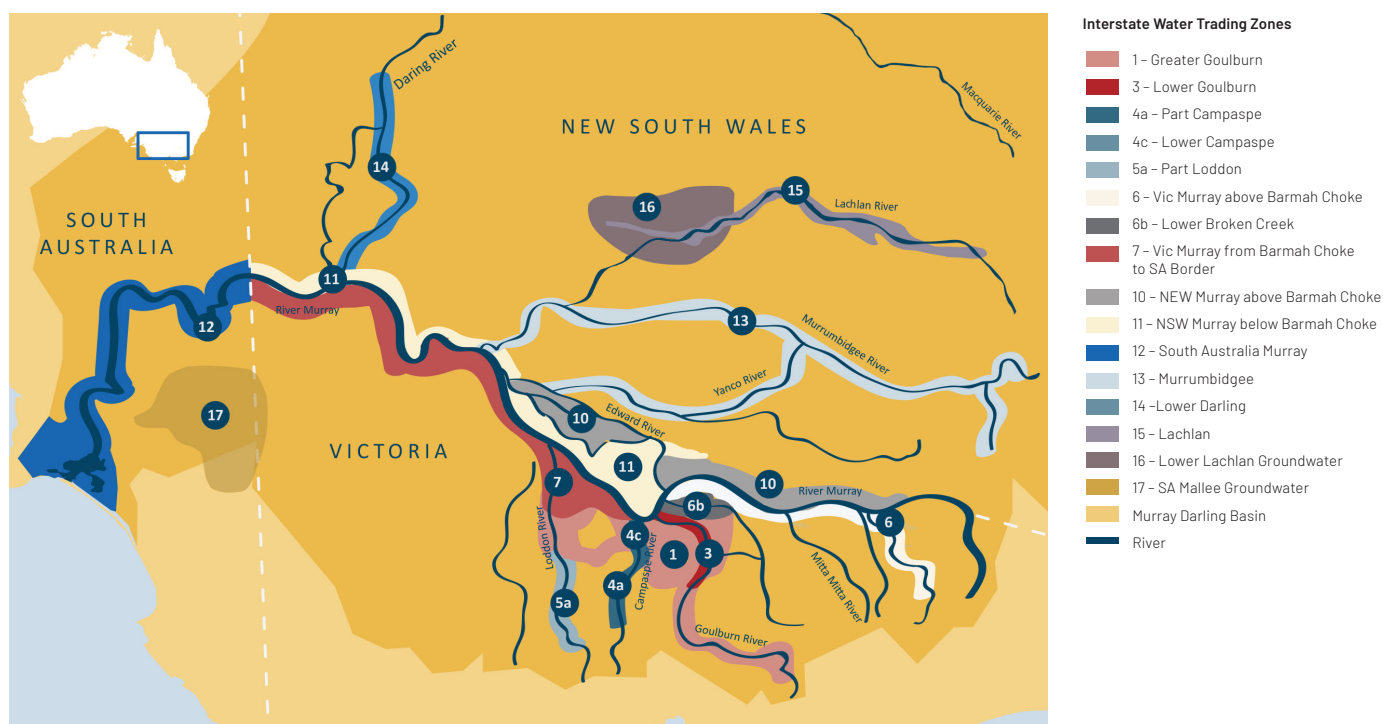 Interstate Water Trading Zones
1 – Greater Goulburn
3 – Lower Goulburn
4a – Part Campaspe
4c – Lower Campaspe
5a – Part Loddon
6 – Vic Murray above Barmah Choke
6b – Lower Broken Creek
7 – Vic Murray from Barmah Choke
to SA Border
10 – NEW Murray above Barmah Choke
11 – NSW Murray below Barmah Choke
12 – South Australia Murray
13 – Murrumbidgee
14 –Lower Darling
15 – Lachlan
16 – Lower Lachlan Groundwater
17 – SA Mallee Groundwater
Murray Darling Basin
River
Daring River
Macquarie River
NEW SOUTH WALES
14
16
15
Lachlan River
SOUTH
AUSTRALIA
11
River Murray
12
13
Murrumbidgee River
Yanco River
17
10
Edward River
VICTORIA
11
7
10
River Murray
6b
6
Loddon River
4c
Campaspe River
1
3
Mitta Mitta River
4a
5a
Goulburn River